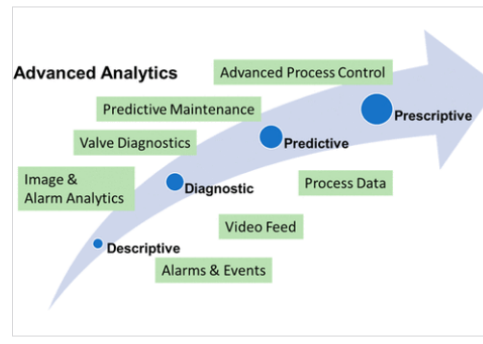 Advanced Analytics
Advanced Process Control
Predictive Maintenance
Prescriptive
Valve Diagnostics
Predictive
Image &
Alarm Analytics
Diagnostic
Process Data
Video Feed
Descriptive
Alarms & Events